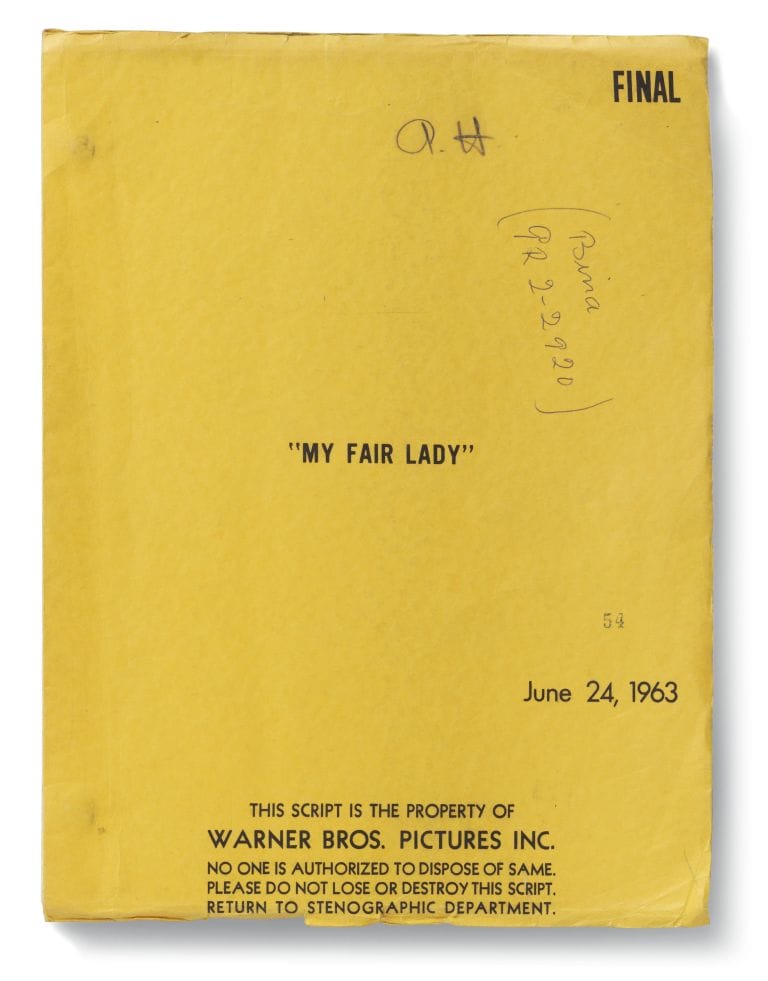 FINAL
a. H
(Bina
GR 2-2920)
"MY FAIR LADY"
54
June 24, 1963
THIS SCRIPT IS THE PROPERTY OF
WARNER BROS. PICTURES INC.
NO ONE IS AUTHORIZED TO DISPOSE OF SAME.
PLEASE DO NOT LOSE OR DESTROY THIS SCRIPT.
RETURN TO STENOGRAPHIC DEPARTMENT.